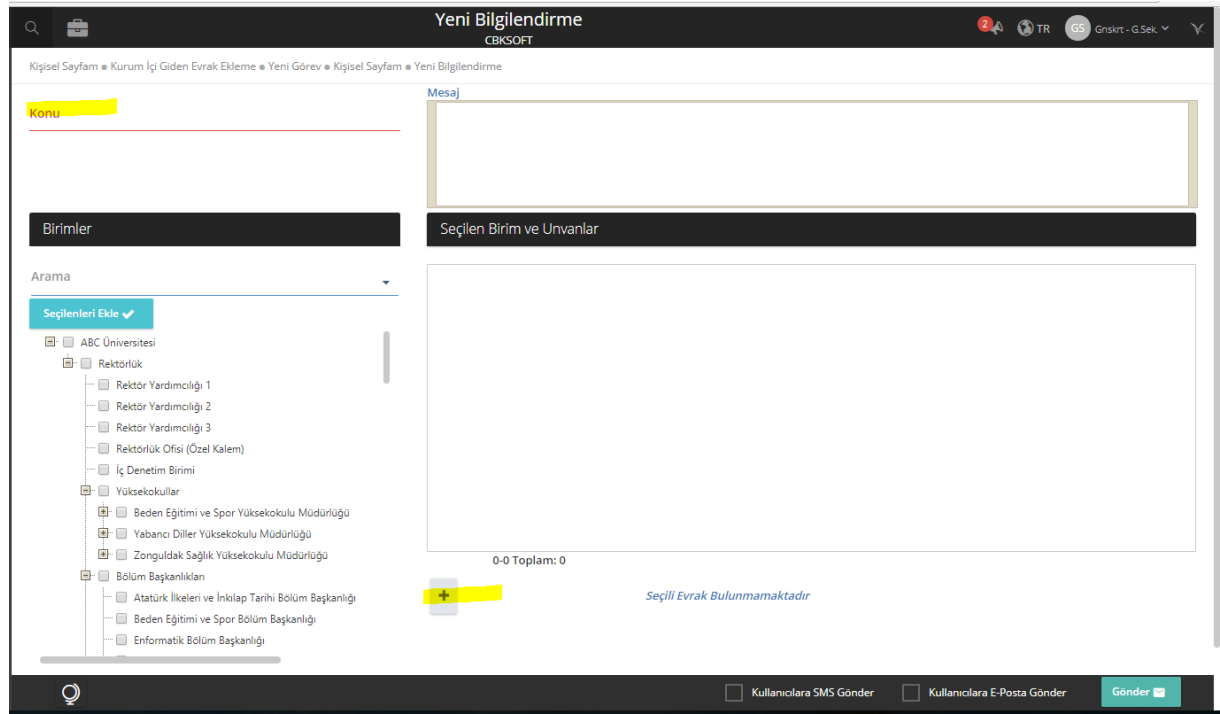 Yeni Bilgilendirme
CBKSOFT
2
TR
GS
Gnskrt - G.Sek.
Kişisel Sayfam ● Kurum İçi Giden Evrak Ekleme ● Yeni Görev ● Kişisel Sayfam ● Yeni Bilgilendirme
Konu
Mesaj
Birimler
Seçilen Birim ve Unvanlar
Arama
Seçilenleri Ekle
ABC Üniversitesi
Rektörlük
Rektör Yardımcılığı 1
Rektör Yardımcılığı 2
Rektör Yardımcılığı 3
Rektörlük Ofisi (Özel Kalem)
İç Denetim Birimi
Yüksekokullar
Beden Eğitimi ve Spor Yüksekokulu Müdürlüğü
Yabancı Diller Yüksekokulu Müdürlüğü
Zonguldak Sağlık Yüksekokulu Müdürlüğü
Bölüm Başkanlıkları
Atatürk İlkeleri ve İnkılap Tarihi Bölüm Başkanlığı
Beden Eğitimi ve Spor Bölüm Başkanlığı
Enformatik Bölüm Başkanlığı
0-0 Toplam: 0
Seçili Evrak Bulunmamaktadır
Kullanıcılara SMS Gönder
Kullanıcılara E-Posta Gönder
Gönder